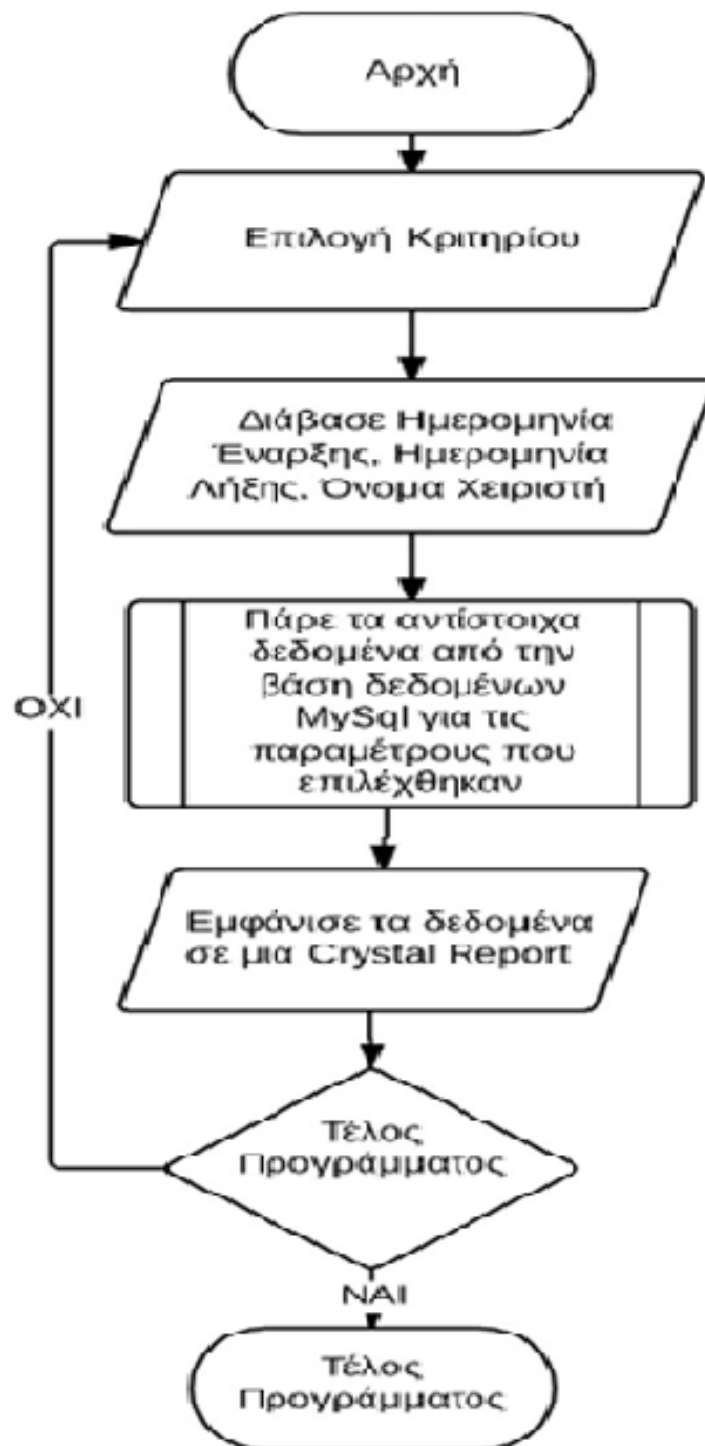 Αρχή
Επιλογή Κριτηρίου
Διάβασε Ημερομηνία
Έναρξης, Ημερομηνία
Λήξης, Όνομα Χειριστή
Πάρε τα αντίστοιχα
δεδομένα από την
βάση δεδομένων
MySql για τις
παραμέτρους που
επιλέχθηκαν
ΟΧΙ
Εμφάνισε τα δεδομένα
σε μια Crystal Report
Τέλος
Προγράμματος
ΝΑΙ
Τέλος
Προγράμματος